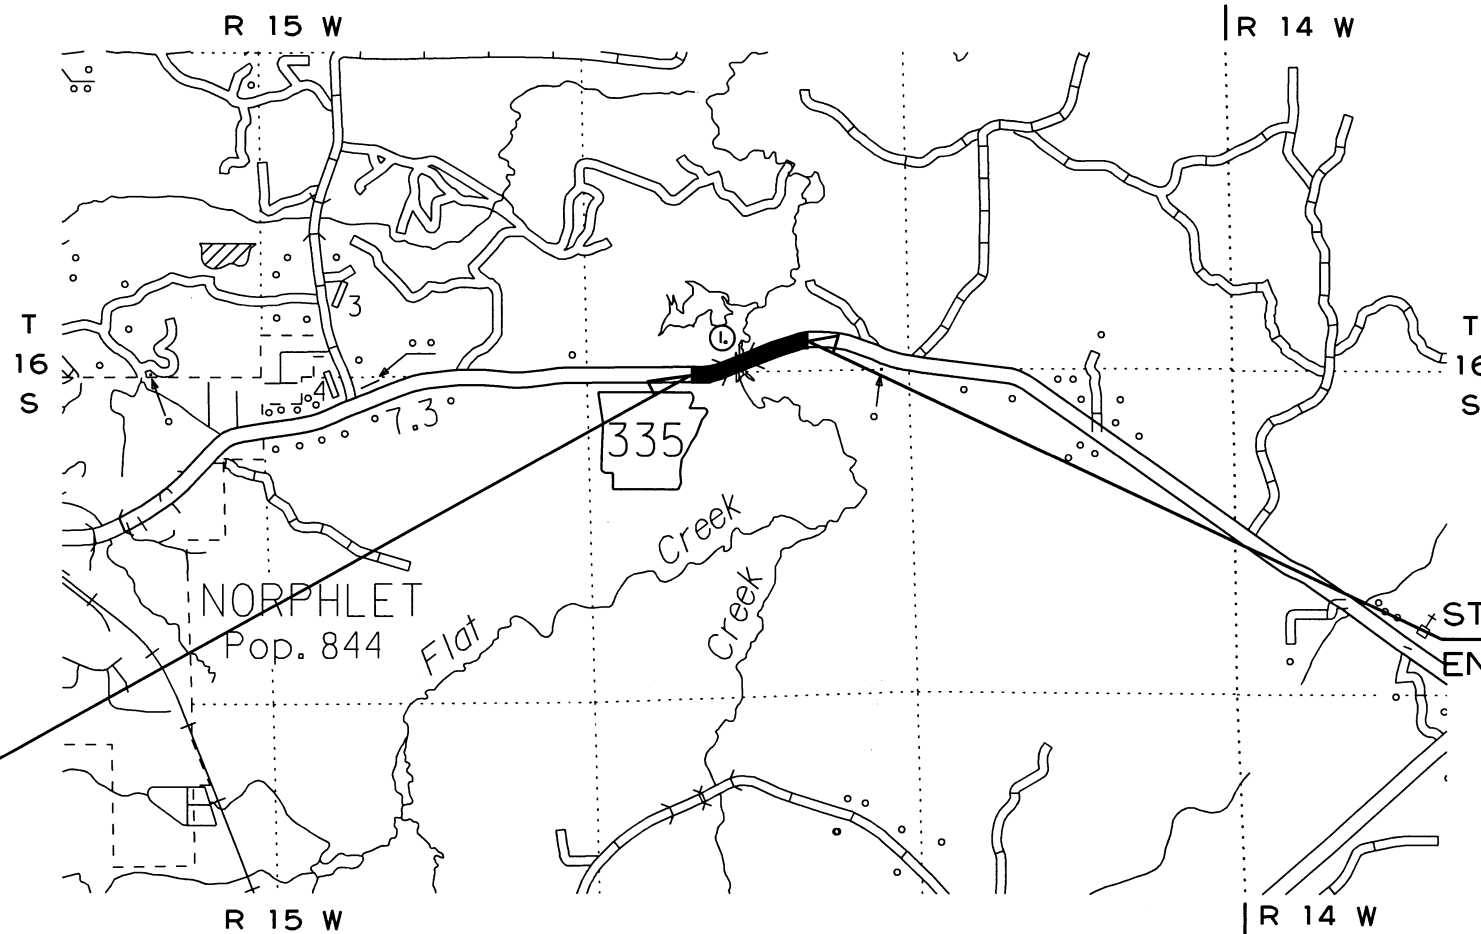 R 15 W
R 14 W
T
16
S
T
16
S
3
4
1.
7.3
335
Flat Creek
Creek
NORPHLET
Pop. 844
ST
EN
R 15 W
R 14 W